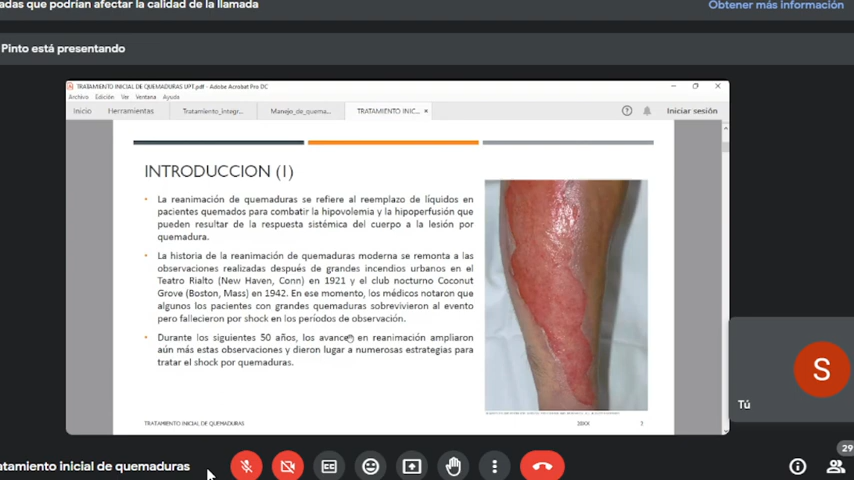 adas que podrían afectar la calidad de la llamada
Obtener más información
Pinto está presentando
TRATAMIENTO INICIAL DE QUEMADURAS UPT.pdf - Adobe Acrobat Pro DC
Archivo Edición Ver Ventana Ayuda
Inicio Herramientas Tratamiento_integr... Manejo_de_quema... TRATAMIENTO INIC... × Iniciar sesión
INTRODUCCION (I)
• La reanimación de quemaduras se refiere al reemplazo de líquidos en
pacientes quemados para combatir la hipovolemia y la hipoperfusión que
pueden resultar de la respuesta sistémica del cuerpo a la lesión por
quemadura.
• La historia de la reanimación de quemaduras moderna se remonta a las
observaciones realizadas después de grandes incendios urbanos en el
Teatro Rialto (New Haven, Conn) en 1921 y el club nocturno Coconut
Grove (Boston, Mass) en 1942. En ese momento, los médicos notaron que
algunos los pacientes con grandes quemaduras sobrevivieron al evento
pero fallecieron por shock en los períodos de observación.
• Durante los siguientes 50 años, los avances en reanimación ampliaron
aún más estas observaciones y dieron lugar a numerosas estrategias para
tratar el shock por quemaduras.
TRATAMIENTO INICIAL DE QUEMADURAS
20XX
S
Tú
atamiento inicial de quemaduras
29